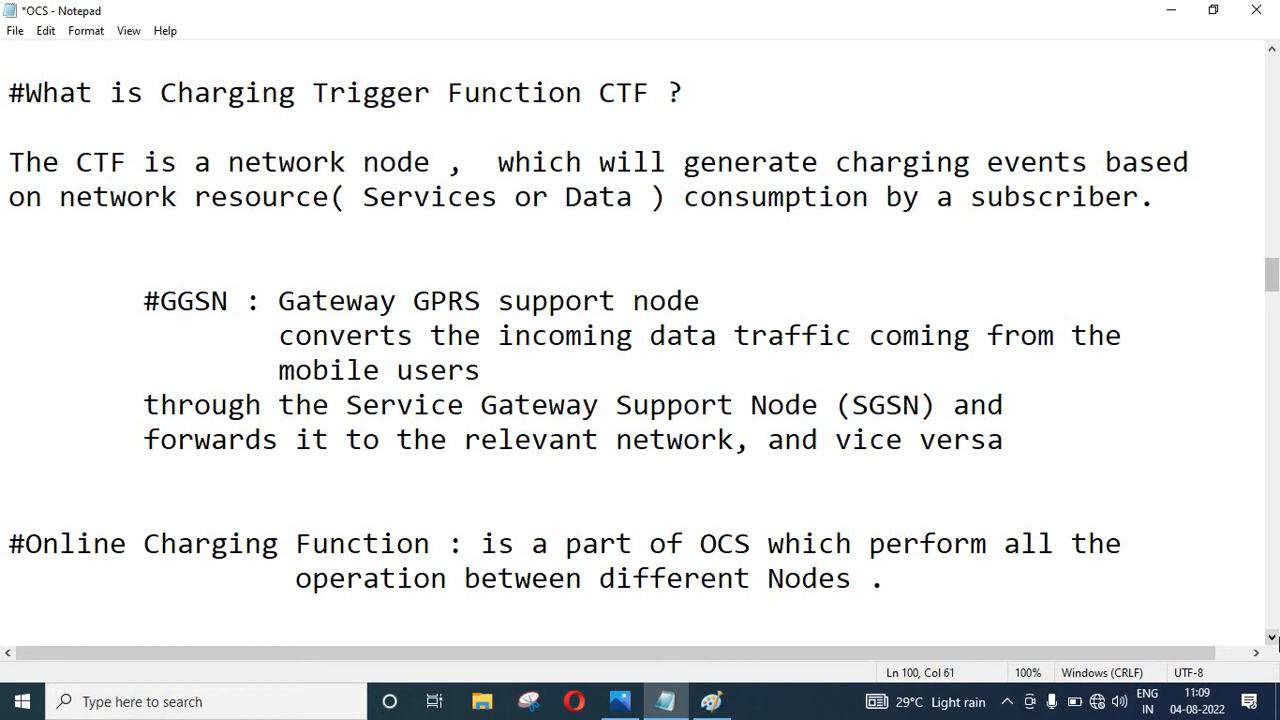 *OCS - Notepad
File Edit Format View Help
#What is Charging Trigger Function CTF ?
The CTF is a network node , which will generate charging events based
on network resource( Services or Data ) consumption by a subscriber.
#GGSN : Gateway GPRS support node
converts the incoming data traffic coming from the
mobile users
through the Service Gateway Support Node (SGSN) and
forwards it to the relevant network, and vice versa
#Online Charging Function : is a part of OCS which perform all the
operation between different Nodes .
Ln 100, Col 61 100% Windows (CRLF) UTF-8
Type here to search 29°C Light rain ENG 11:09
IN 04-08-2022